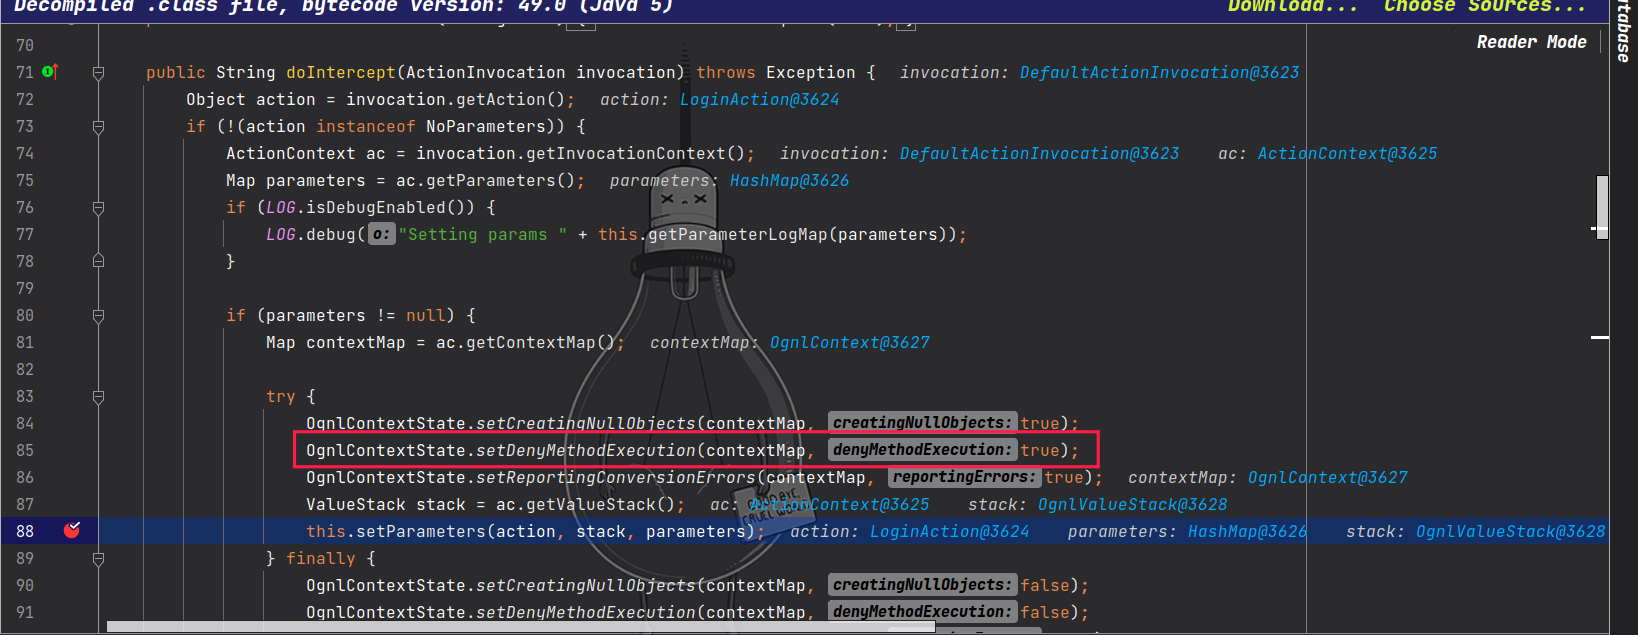 Decompiled .class file, bytecode version: 49.0 (Java 5) Download... Choose Sources...
Reader Mode
70
71 public String doIntercept(ActionInvocation invocation) throws Exception { invocation: DefaultActionInvocation@3623
72 Object action = invocation.getAction(); action: LoginAction@3624
73 if (!(action instanceof NoParameters)) {
74 ActionContext ac = invocation.getInvocationContext(); invocation: DefaultActionInvocation@3623 ac: ActionContext@3625
75 Map parameters = ac.getParameters(); parameters: HashMap@3626
76 if (LOG.isDebugEnabled()) {
77 LOG.debug( o: "Setting params " + this.getParameterLogMap(parameters));
78 }
79
80 if (parameters != null) {
81 Map contextMap = ac.getContextMap(); contextMap: OgnlContext@3627
82
83 try {
84 OgnlContextState.setCreatingNullObjects(contextMap, creatingNullObjects: true);
85 OgnlContextState.setDenyMethodExecution(contextMap, denyMethodExecution: true);
86 OgnlContextState.setReportingConversionErrors(contextMap, reportingErrors: true); contextMap: OgnlContext@3627
87 ValueStack stack = ac.getValueStack(); ac: ActionContext@3625 stack: OgnlValueStack@3628
88 this.setParameters(action, stack, parameters); action: LoginAction@3624 parameters: HashMap@3626 stack: OgnlValueStack@3628
89 } finally {
90 OgnlContextState.setCreatingNullObjects(contextMap, creatingNullObjects: false);
91 OgnlContextState.setDenyMethodExecution(contextMap, denyMethodExecution: false);
GOODBYE
CRUEL WORLD